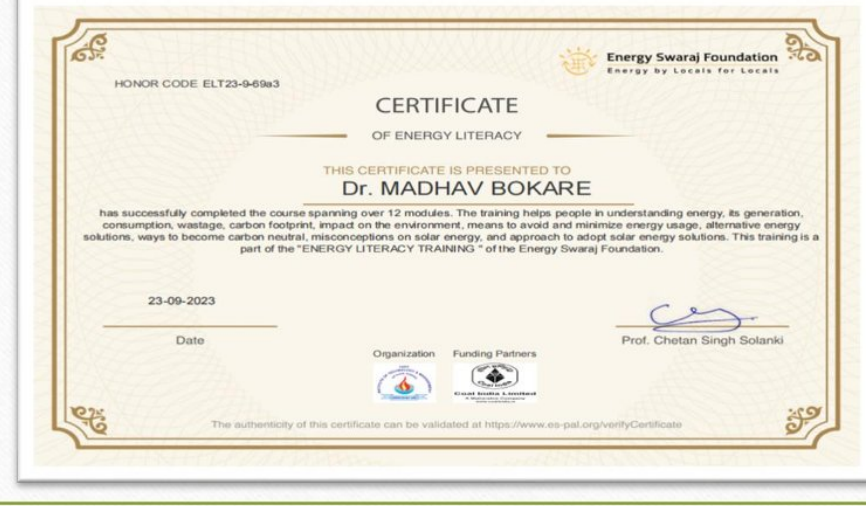 Energy Swaraj Foundation
Energy by Locals for Locals
HONOR CODE ELT23-9-69a3
CERTIFICATE
OF ENERGY LITERACY
THIS CERTIFICATE IS PRESENTED TO
Dr. MADHAV BOKARE
has successfully completed the course spanning over 12 modules. The training helps people in understanding energy, its generation,
consumption, wastage, carbon footprint, impact on the environment, means to avoid and minimize energy usage, alternative energy
solutions, ways to become carbon neutral, misconceptions on solar energy, and approach to adopt solar energy solutions. This training is a
part of the "ENERGY LITERACY TRAINING " of the Energy Swaraj Foundation.
23-09-2023
Date
Prof. Chetan Singh Solanki
Organization
Funding Partners
Coal India Limited
A Maharatna Company
The authenticity of this certificate can be validated at https://www.es-pal.org/verifyCertificate